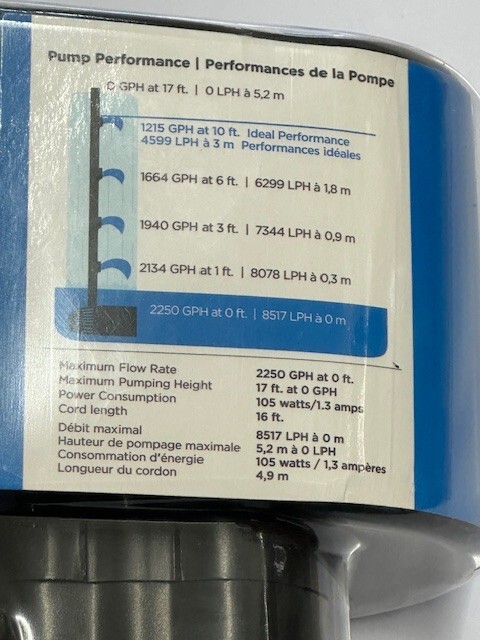 Pump Performance | Performances de la Pompe
0 GPH at 17 ft. | 0 LPH à 5,2 m
1215 GPH at 10 ft. Ideal Performance
4599 LPH à 3 m Performances idéales
1664 GPH at 6 ft. | 6299 LPH à 1,8 m
1940 GPH at 3 ft. | 7344 LPH à 0,9 m
2134 GPH at 1 ft. | 8078 LPH à 0,3 m
2250 GPH at 0 ft. | 8517 LPH à 0 m
Maximum Flow Rate 2250 GPH at 0 ft.
Maximum Pumping Height 17 ft. at 0 GPH
Power Consumption 105 watts/1.3 amps
Cord length 16 ft.
Débit maximal 8517 LPH à 0 m
Hauteur de pompage maximale 5,2 m à 0 LPH
Consommation d'énergie 105 watts / 1,3 ampères
Longueur du cordon 4,9 m